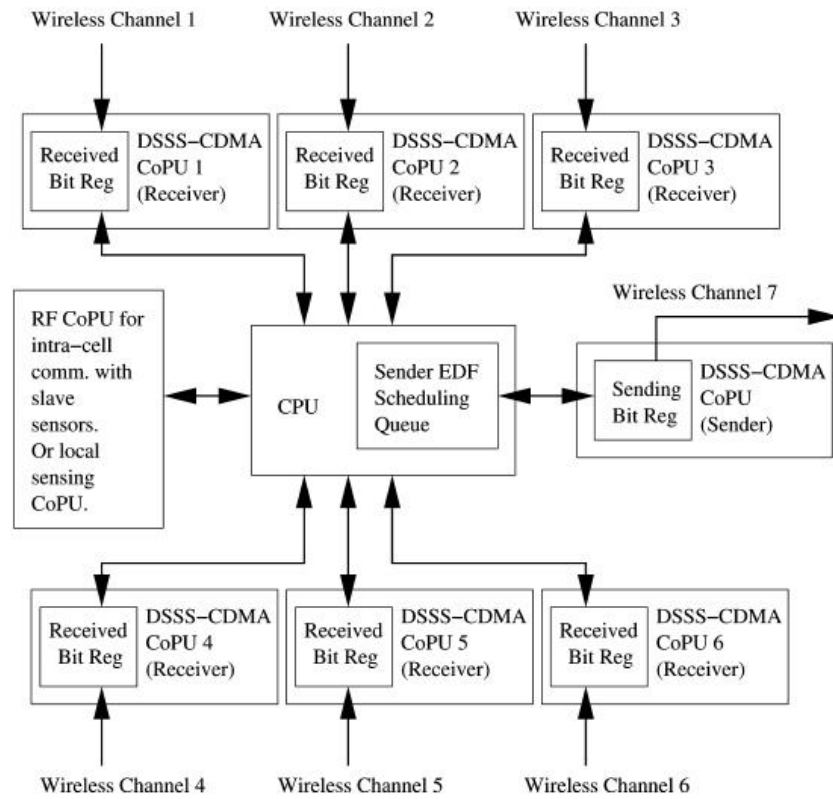 Wireless Channel 1
Wireless Channel 2
Wireless Channel 3
Received
Bit Reg
DSSS−CDMA
CoPU 1
(Receiver)
Received
Bit Reg
DSSS−CDMA
CoPU 2
(Receiver)
Received
Bit Reg
DSSS−CDMA
CoPU 3
(Receiver)
RF CoPU for
intra−cell
comm. with
slave
sensors.
Or local
sensing
CoPU.
CPU
Sender EDF
Scheduling
Queue
Wireless Channel 7
Sending
Bit Reg
DSSS−CDMA
CoPU
(Sender)
Received
Bit Reg
DSSS−CDMA
CoPU 4
(Receiver)
Received
Bit Reg
DSSS−CDMA
CoPU 5
(Receiver)
Received
Bit Reg
DSSS−CDMA
CoPU 6
(Receiver)
Wireless Channel 4
Wireless Channel 5
Wireless Channel 6